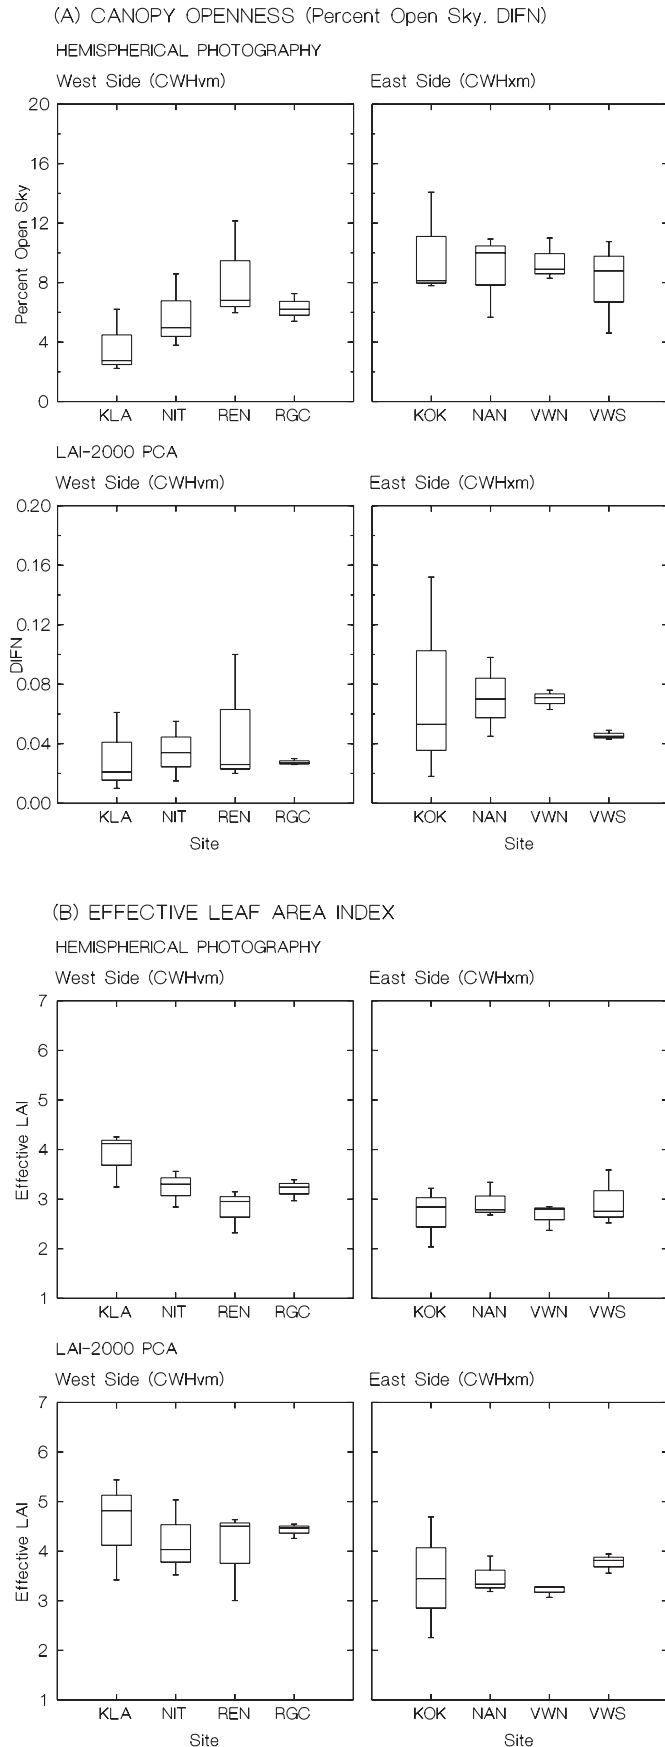 (A) CANOPY OPENNESS (Percent Open Sky, DIFN)
HEMISPHERICAL PHOTOGRAPHY
West Side (CWHvm)
East Side (CWHxm)
Percent Open Sky
20
16
12
8
4
0
KLA NIT REN RGC
KOK NAN VWN VWS
LAI-2000 PCA
West Side (CWHvm)
East Side (CWHxm)
DIFN
0.20
0.16
0.12
0.08
0.04
0.00
KLA NIT REN RGC
KOK NAN VWN VWS
Site
Site
(B) EFFECTIVE LEAF AREA INDEX
HEMISPHERICAL PHOTOGRAPHY
West Side (CWHvm)
East Side (CWHxm)
Effective LAI
7
6
5
4
3
2
1
KLA NIT REN RGC
KOK NAN VWN VWS
LAI-2000 PCA
West Side (CWHvm)
East Side (CWHxm)
Effective LAI
7
6
5
4
3
2
1
KLA NIT REN RGC
KOK NAN VWN VWS
Site
Site